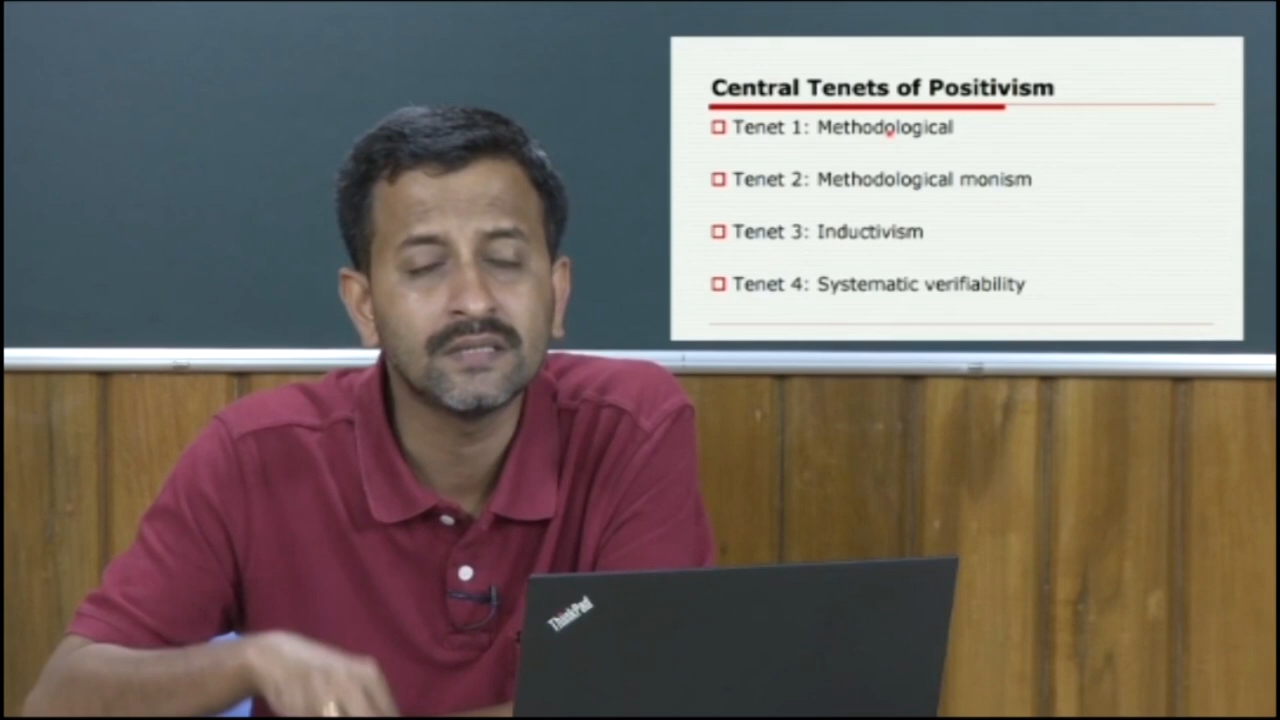 Central Tenets of Positivism
Tenet 1: Methodological
Tenet 2: Methodological monism
Tenet 3: Inductivism
Tenet 4: Systematic verifiability
ThinkPad